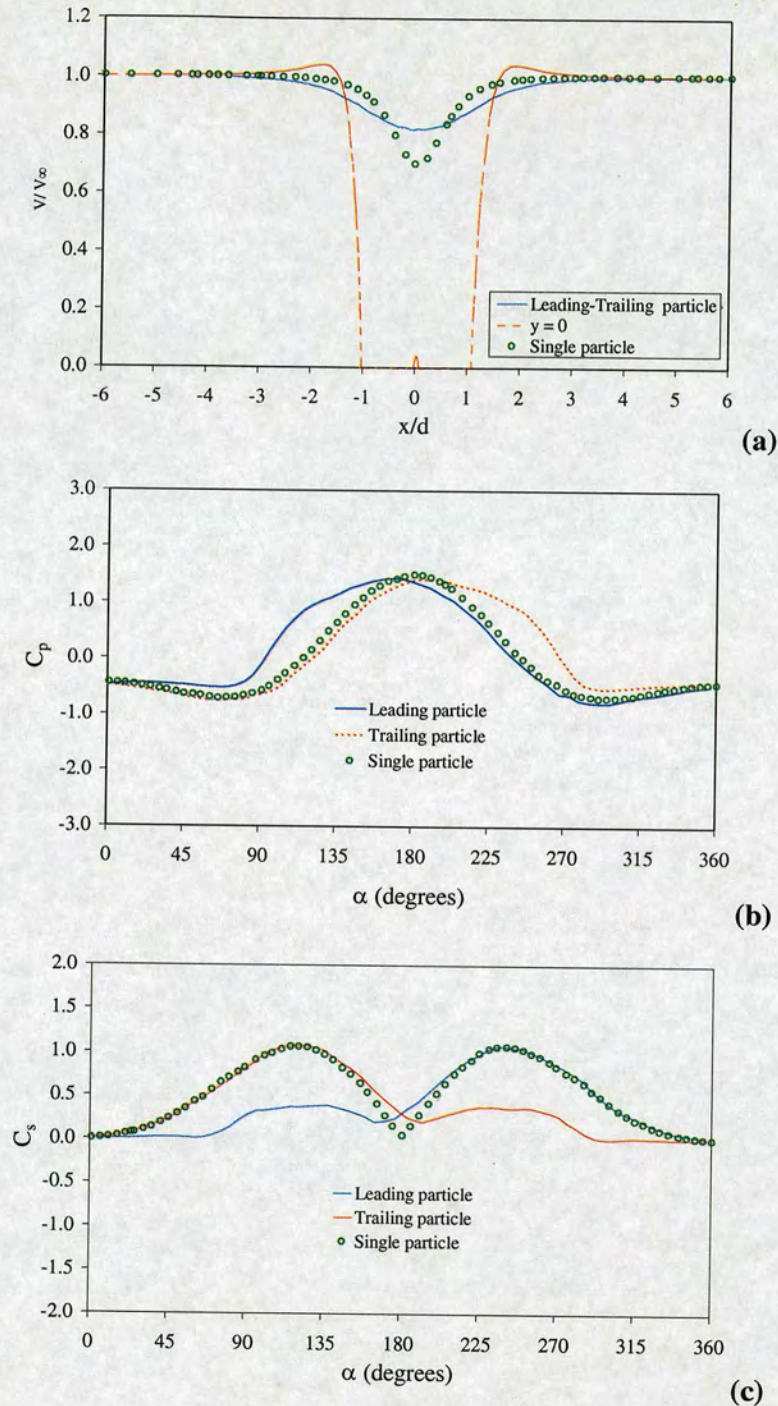 1.2
1.0
0.8
0.6
0.4
0.2
0.0
v/v∞
Leading-Trailing particle
y = 0
Single particle
-6 -5 -4 -3 -2 -1 0 1 2 3 4 5 6
x/d
(a)
3.0
2.0
1.0
0.0
-1.0
-2.0
-3.0
Cp
Leading particle
Trailing particle
Single particle
0 45 90 135 180 225 270 315 360
α (degrees)
(b)
2.0
1.5
1.0
0.5
0.0
-0.5
-1.0
-1.5
-2.0
Cs
Leading particle
Trailing particle
Single particle
0 45 90 135 180 225 270 315 360
α (degrees)
(c)